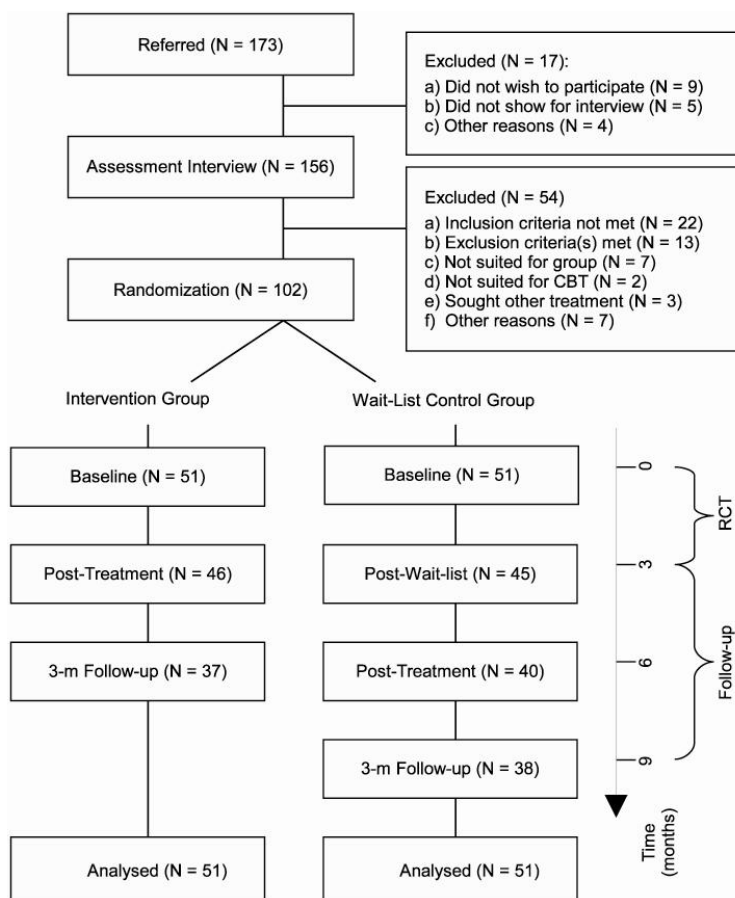 Referred (N = 173)
Excluded (N = 17):
a) Did not wish to participate (N = 9)
b) Did not show for interview (N = 5)
c) Other reasons (N = 4)
Assessment Interview (N = 156)
Excluded (N = 54)
a) Inclusion criteria not met (N = 22)
b) Exclusion criteria(s) met (N = 13)
c) Not suited for group (N = 7)
d) Not suited for CBT (N = 2)
e) Sought other treatment (N = 3)
f) Other reasons (N = 7)
Randomization (N = 102)
Intervention Group
Wait-List Control Group
Baseline (N = 51)
Baseline (N = 51)
0
RCT
Post-Treatment (N = 46)
Post-Wait-list (N = 45)
3
3-m Follow-up (N = 37)
Post-Treatment (N = 40)
6
Follow-up
3-m Follow-up (N = 38)
9
Analysed (N = 51)
Analysed (N = 51)
Time
(months)